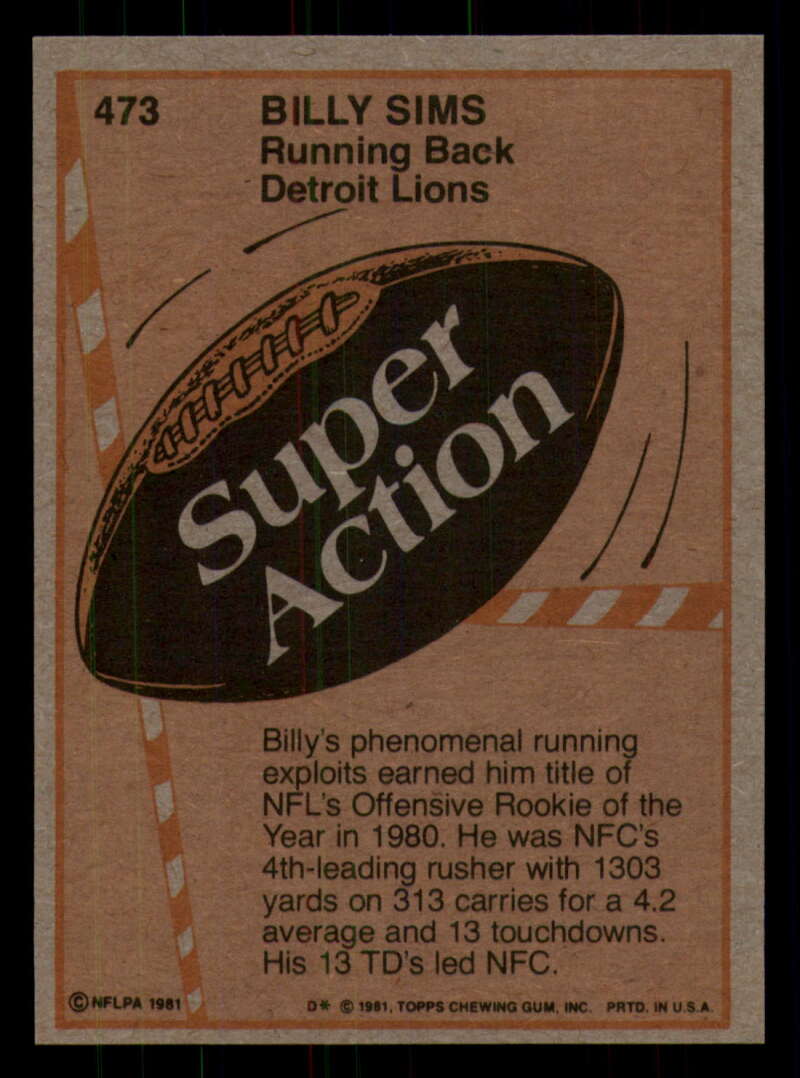 473
BILLY SIMS
Running Back
Detroit Lions
Super
Action
Billy's phenomenal running
exploits earned him title of
NFL's Offensive Rookie of the
Year in 1980. He was NFC's
4th-leading rusher with 1303
yards on 313 carries for a 4.2
average and 13 touchdowns.
His 13 TD's led NFC.
© NFLPA 1981
D* © 1981, TOPPS CHEWING GUM, INC. PRTD. IN U.S.A.